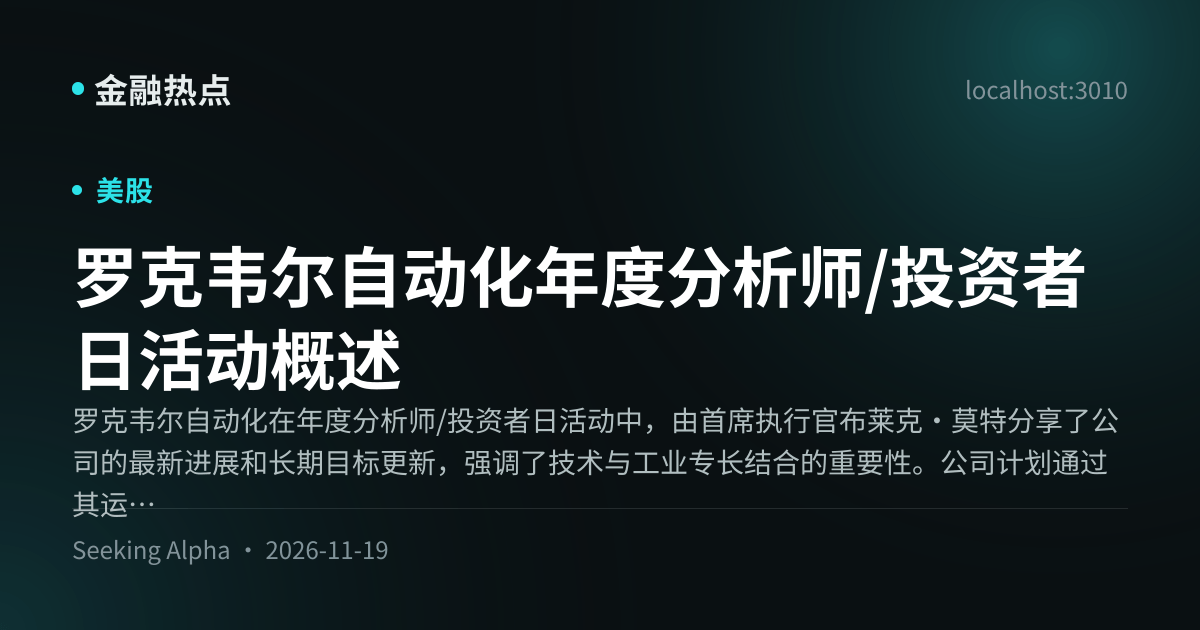 金融热点
localhost:3010
美股
罗克韦尔自动化年度分析师/投资者
日活动概述
罗克韦尔自动化在年度分析师/投资者日活动中，由首席执行官布莱克·莫特分享了公
司的最新进展和长期目标更新，强调了技术与工业专长结合的重要性。公司计划通过
其运…
Seeking Alpha · 2026-11-19